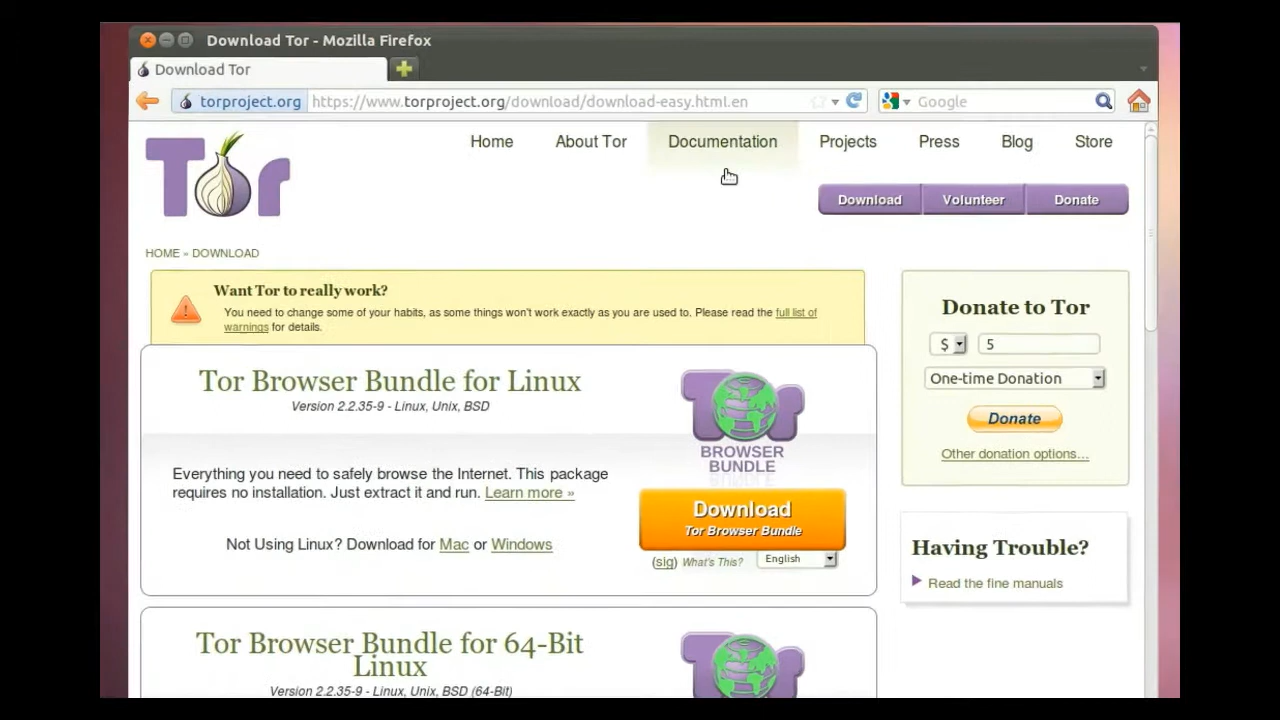 Download Tor - Mozilla Firefox
Download Tor
torproject.org https://www.torproject.org/download/download-easy.html.en
Google
Tor
Home About Tor Documentation Projects Press Blog Store
Download Volunteer Donate
HOME » DOWNLOAD
Want Tor to really work?
You need to change some of your habits, as some things won't work exactly as you are used to. Please read the full list of
warnings for details.
Donate to Tor
$ 5
One-time Donation
Donate
Other donation options...
Tor Browser Bundle for Linux
Version 2.2.35-9 - Linux, Unix, BSD
Everything you need to safely browse the Internet. This package
requires no installation. Just extract it and run. Learn more »
Not Using Linux? Download for Mac or Windows
Tor
BROWSER
BUNDLE
Download
Tor Browser Bundle
(sig) What's This? English
Having Trouble?
Read the fine manuals
Tor Browser Bundle for 64-Bit
Linux
Version 2.2.35-9 - Linux, Unix, BSD (64-Bit)
Tor